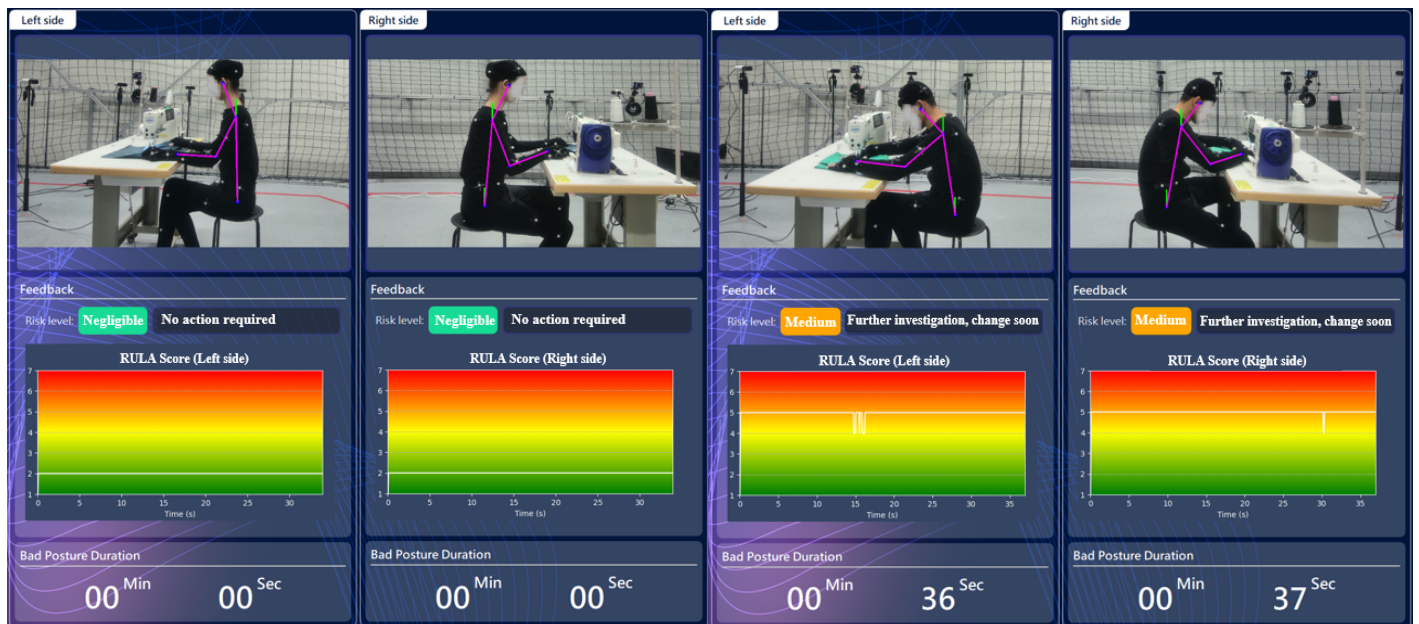 Left side
Feedback
Risk level: Negligible No action required
RULA Score (Left side)
7
6
5
4
3
2
1
0 5 10 15 20 25 30
Time (s)
Bad Posture Duration
00 Min 00 Sec
Right side
Feedback
Risk level: Negligible No action required
RULA Score (Right side)
7
6
5
4
3
2
1
0 5 10 15 20 25 30
Time (s)
Bad Posture Duration
00 Min 00 Sec
Left side
Feedback
Risk level: Medium Further investigation, change soon
RULA Score (Left side)
7
6
5
4
3
2
1
0 5 10 15 20 25 30 35
Time (s)
Bad Posture Duration
00 Min 36 Sec
Right side
Feedback
Risk level: Medium Further investigation, change soon
RULA Score (Right side)
7
6
5
4
3
2
1
0 5 10 15 20 25 30 35
Time (s)
Bad Posture Duration
00 Min 37 Sec